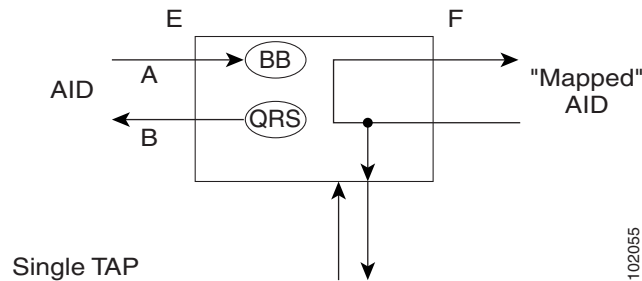 E
F
A
BB
AID
"Mapped"
AID
QRS
B
Single TAP
102055